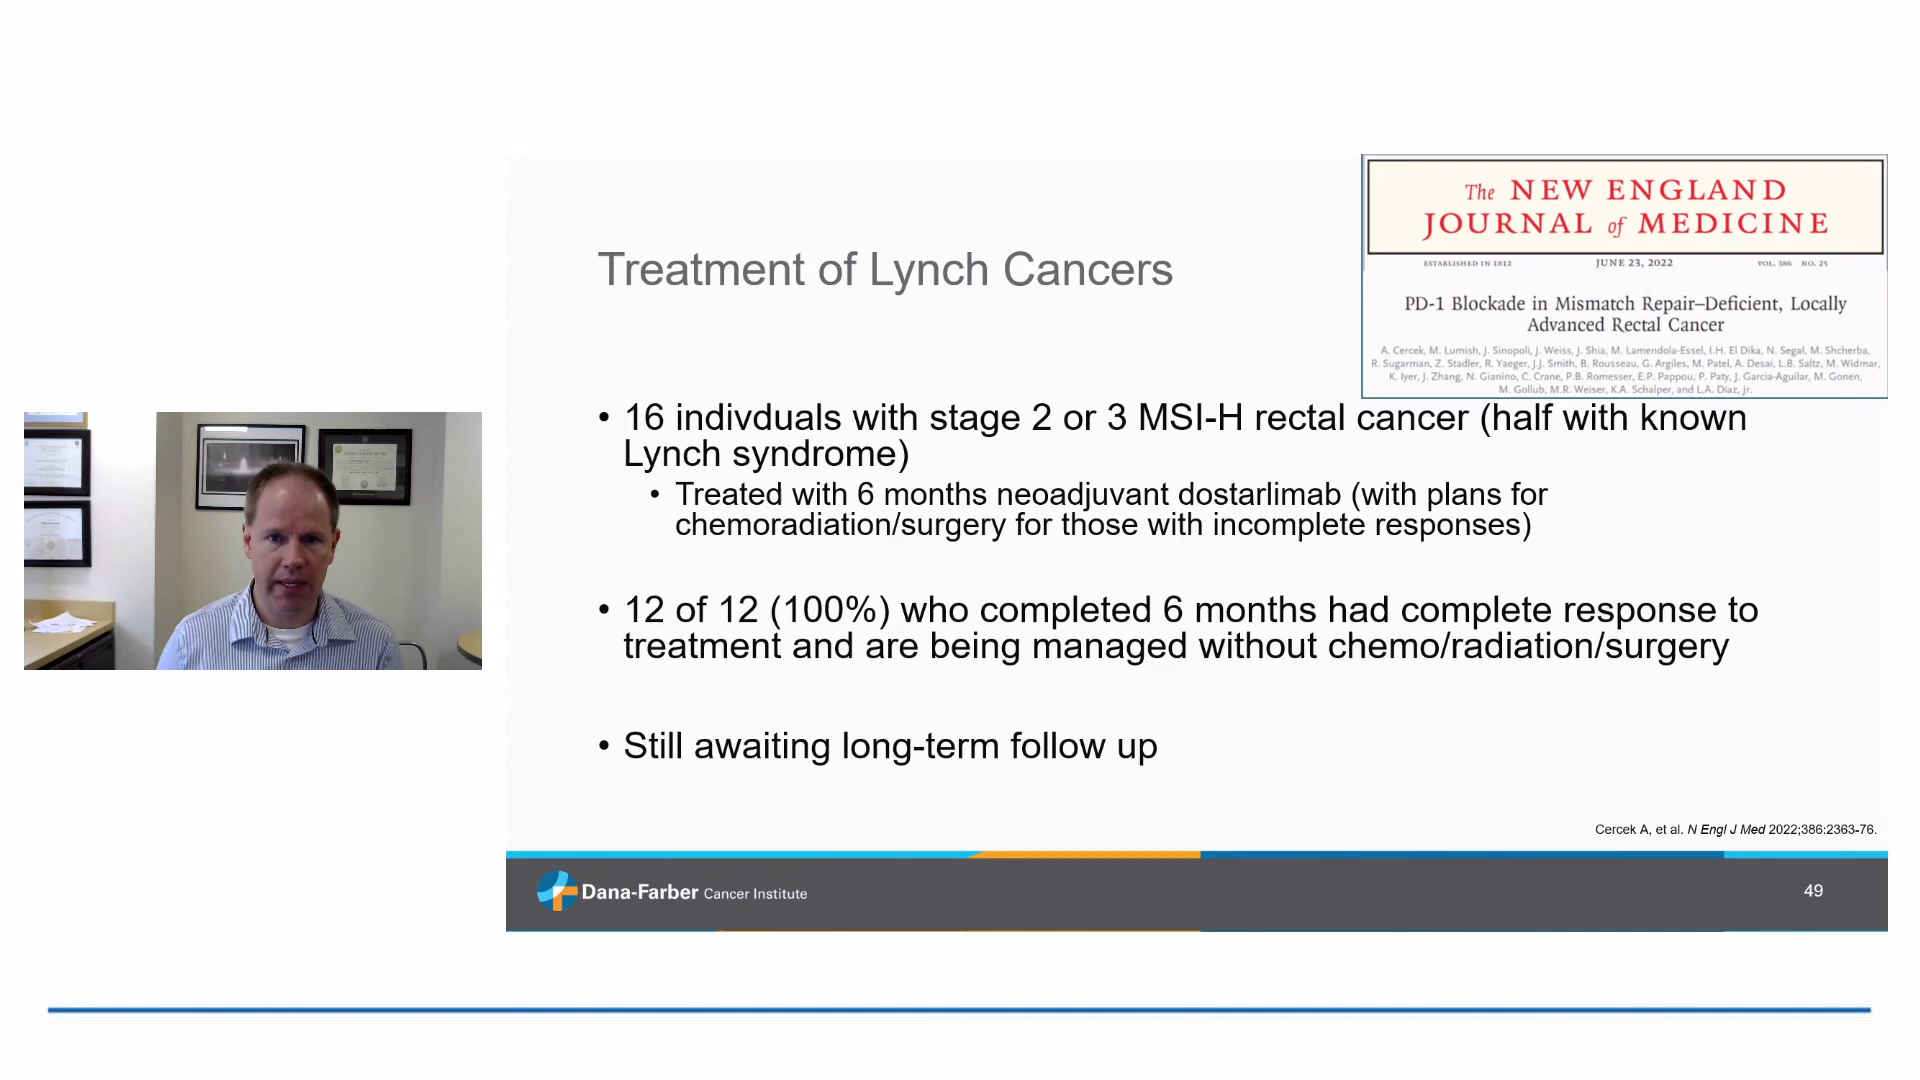 The NEW ENGLAND
JOURNAL of MEDICINE
ESTABLISHED IN 1812 JUNE 23, 2022 VOL. 386 NO. 25
PD-1 Blockade in Mismatch Repair–Deficient, Locally
Advanced Rectal Cancer
A. Cercek, M. Lumish, J. Sinopoli, J. Weiss, J. Shia, M. Lamendola-Essel, I.H. El Dika, N. Segal, M. Shcherba,
R. Sugarman, Z. Stadler, R. Yaeger, J.J. Smith, B. Rousseau, G. Argiles, M. Patel, A. Desai, L.B. Saltz, M. Widmar,
K. Iyer, J. Zhang, N. Gianino, C. Crane, P.B. Romesser, E.P. Pappou, P. Paty, J. Garcia-Aguilar, M. Gonen,
M. Gollub, M.R. Weiser, K.A. Schalper, and L.A. Diaz, Jr.
Treatment of Lynch Cancers
• 16 indivduals with stage 2 or 3 MSI-H rectal cancer (half with known
Lynch syndrome)
• Treated with 6 months neoadjuvant dostarlimab (with plans for
chemoradiation/surgery for those with incomplete responses)
• 12 of 12 (100%) who completed 6 months had complete response to
treatment and are being managed without chemo/radiation/surgery
• Still awaiting long-term follow up
Cercek A, et al. N Engl J Med 2022;386:2363-76.
Dana-Farber Cancer Institute
49